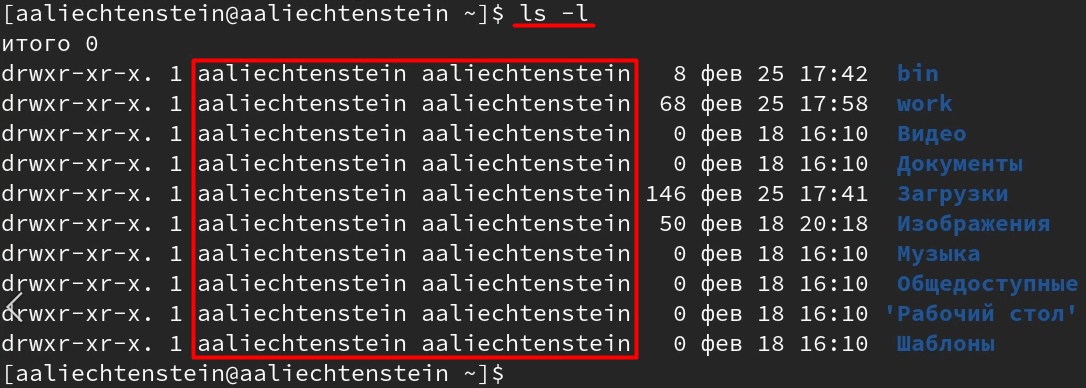 [aaliechtenstein@aaliechtenstein ~]$ ls -l
итого 0
drwxr-xr-x. 1 aaliechtenstein aaliechtenstein   8 фев 25 17:42  bin
drwxr-xr-x. 1 aaliechtenstein aaliechtenstein  68 фев 25 17:58  work
drwxr-xr-x. 1 aaliechtenstein aaliechtenstein   0 фев 18 16:10  Видео
drwxr-xr-x. 1 aaliechtenstein aaliechtenstein   0 фев 18 16:10  Документы
drwxr-xr-x. 1 aaliechtenstein aaliechtenstein 146 фев 25 17:41  Загрузки
drwxr-xr-x. 1 aaliechtenstein aaliechtenstein  50 фев 18 20:18  Изображения
drwxr-xr-x. 1 aaliechtenstein aaliechtenstein   0 фев 18 16:10  Музыка
drwxr-xr-x. 1 aaliechtenstein aaliechtenstein   0 фев 18 16:10  Общедоступные
drwxr-xr-x. 1 aaliechtenstein aaliechtenstein   0 фев 18 16:10 'Рабочий стол'
drwxr-xr-x. 1 aaliechtenstein aaliechtenstein   0 фев 18 16:10  Шаблоны
[aaliechtenstein@aaliechtenstein ~]$